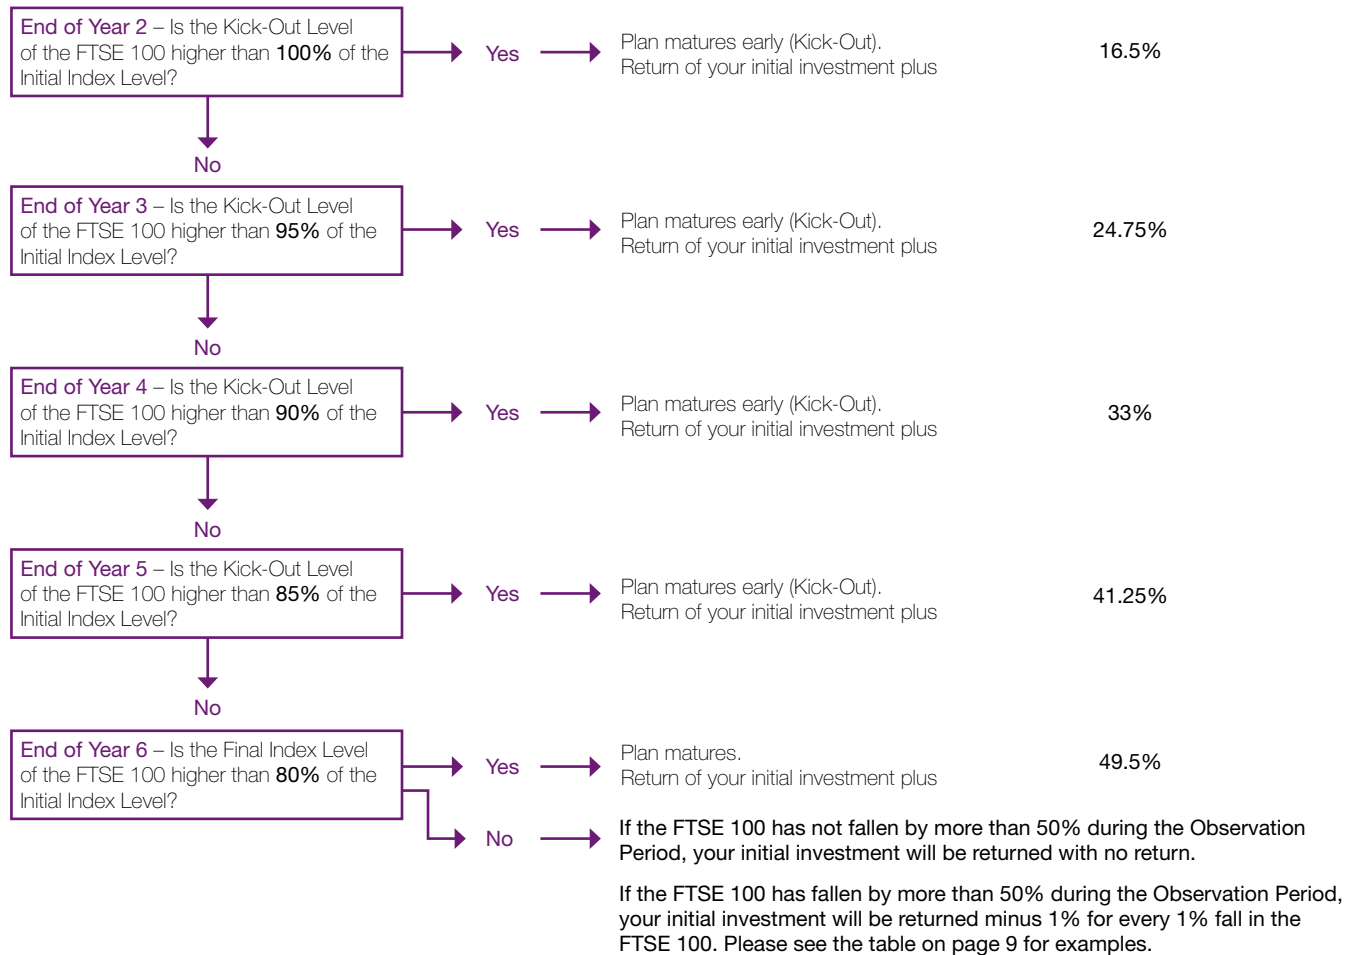 End of Year 2 – Is the Kick-Out Level
of the FTSE 100 higher than 100% of the
Initial Index Level?
Yes
Plan matures early (Kick-Out).
Return of your initial investment plus
16.5%
No
End of Year 3 – Is the Kick-Out Level
of the FTSE 100 higher than 95% of the
Initial Index Level?
Yes
Plan matures early (Kick-Out).
Return of your initial investment plus
24.75%
No
End of Year 4 – Is the Kick-Out Level
of the FTSE 100 higher than 90% of the
Initial Index Level?
Yes
Plan matures early (Kick-Out).
Return of your initial investment plus
33%
No
End of Year 5 – Is the Kick-Out Level
of the FTSE 100 higher than 85% of the
Initial Index Level?
Yes
Plan matures early (Kick-Out).
Return of your initial investment plus
41.25%
No
End of Year 6 – Is the Final Index Level
of the FTSE 100 higher than 80% of the
Initial Index Level?
Yes
Plan matures.
Return of your initial investment plus
49.5%
No
If the FTSE 100 has not fallen by more than 50% during the Observation
Period, your initial investment will be returned with no return.
If the FTSE 100 has fallen by more than 50% during the Observation Period,
your initial investment will be returned minus 1% for every 1% fall in the
FTSE 100. Please see the table on page 9 for examples.